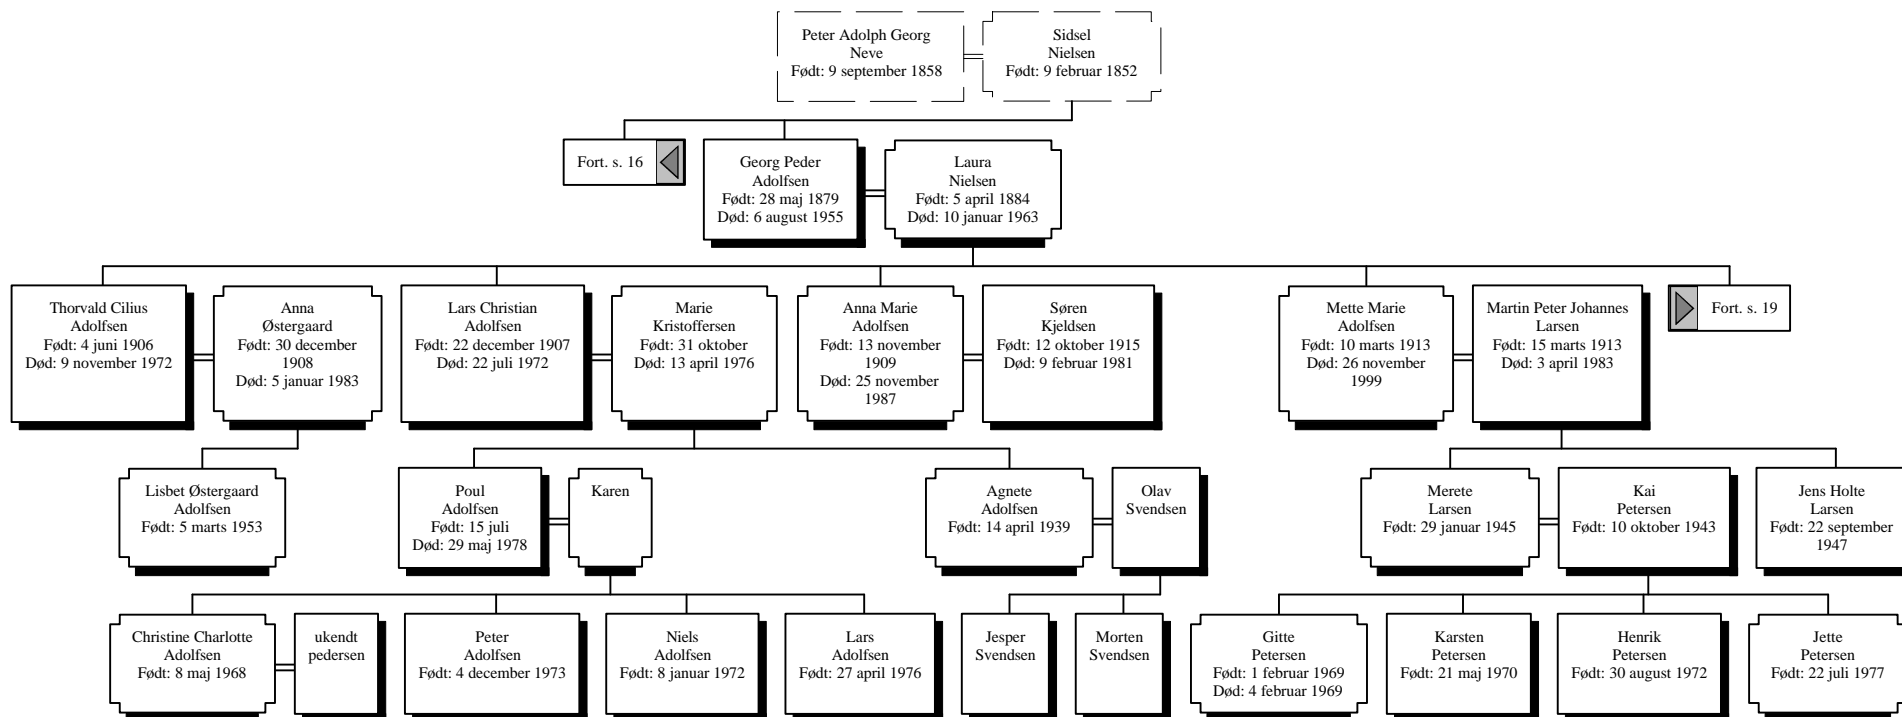 Peter Adolph Georg
Neve
Født: 9 september 1858
Sidsel
Nielsen
Født: 9 februar 1852
Fort. s. 16
Georg Peder
Adolfsen
Født: 28 maj 1879
Død: 6 august 1955
Laura
Nielsen
Født: 5 april 1884
Død: 10 januar 1963
Thorvald Cilius
Adolfsen
Født: 4 juni 1906
Død: 9 november 1972
Anna
Østergaard
Født: 30 december
1908
Død: 5 januar 1983
Lars Christian
Adolfsen
Født: 22 december 1907
Død: 22 juli 1972
Marie
Kristoffersen
Født: 31 oktober
Død: 13 april 1976
Anna Marie
Adolfsen
Født: 13 november
1909
Død: 25 november
1987
Søren
Kjeldsen
Født: 12 oktober 1915
Død: 9 februar 1981
Mette Marie
Adolfsen
Født: 10 marts 1913
Død: 26 november
1999
Martin Peter Johannes
Larsen
Født: 15 marts 1913
Død: 3 april 1983
Fort. s. 19
Lisbet Østergaard
Adolfsen
Født: 5 marts 1953
Poul
Adolfsen
Født: 15 juli
Død: 29 maj 1978
Karen
Agnete
Adolfsen
Født: 14 april 1939
Olav
Svendsen
Merete
Larsen
Født: 29 januar 1945
Kai
Petersen
Født: 10 oktober 1943
Jens Holte
Larsen
Født: 22 september
1947
Christine Charlotte
Adolfsen
Født: 8 maj 1968
ukendt
pedersen
Peter
Adolfsen
Født: 4 december 1973
Niels
Adolfsen
Født: 8 januar 1972
Lars
Adolfsen
Født: 27 april 1976
Jesper
Svendsen
Morten
Svendsen
Gitte
Petersen
Født: 1 februar 1969
Død: 4 februar 1969
Karsten
Petersen
Født: 21 maj 1970
Henrik
Petersen
Født: 30 august 1972
Jette
Petersen
Født: 22 juli 1977